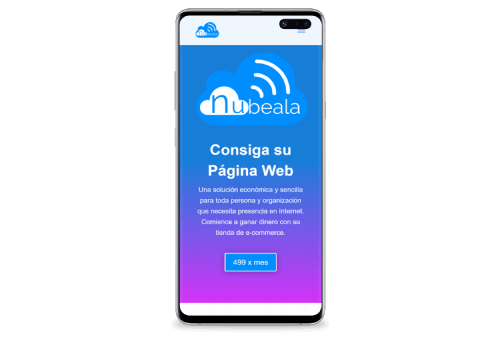 nubeala
nubeala
Consiga su
Página Web
Una solución económica y sencilla
para toda persona y organización
que necesita presencia en Internet.
Comience a ganar dinero con su
tienda de e-commerce.
499 x mes